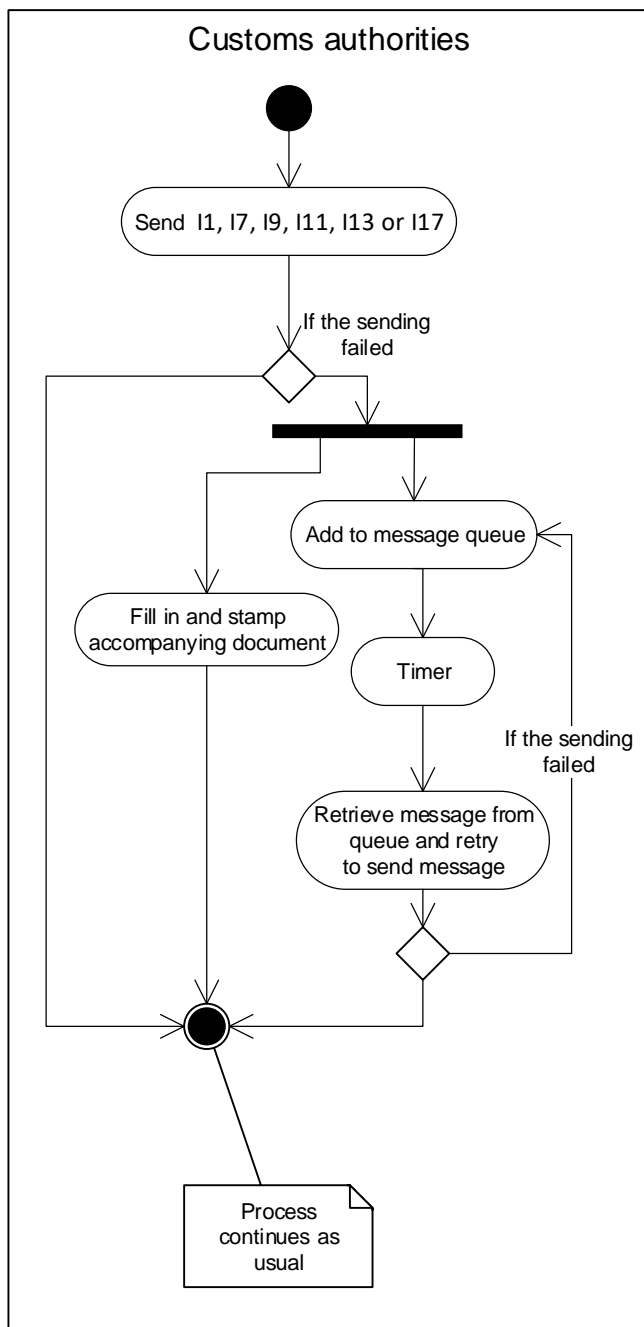 Customs authorities
Send I1, I7, I9, I11, I13 or I17
If the sending
failed
Add to message queue
Fill in and stamp
accompanying document
Timer
If the sending
failed
Retrieve message from
queue and retry
to send message
Process
continues as
usual